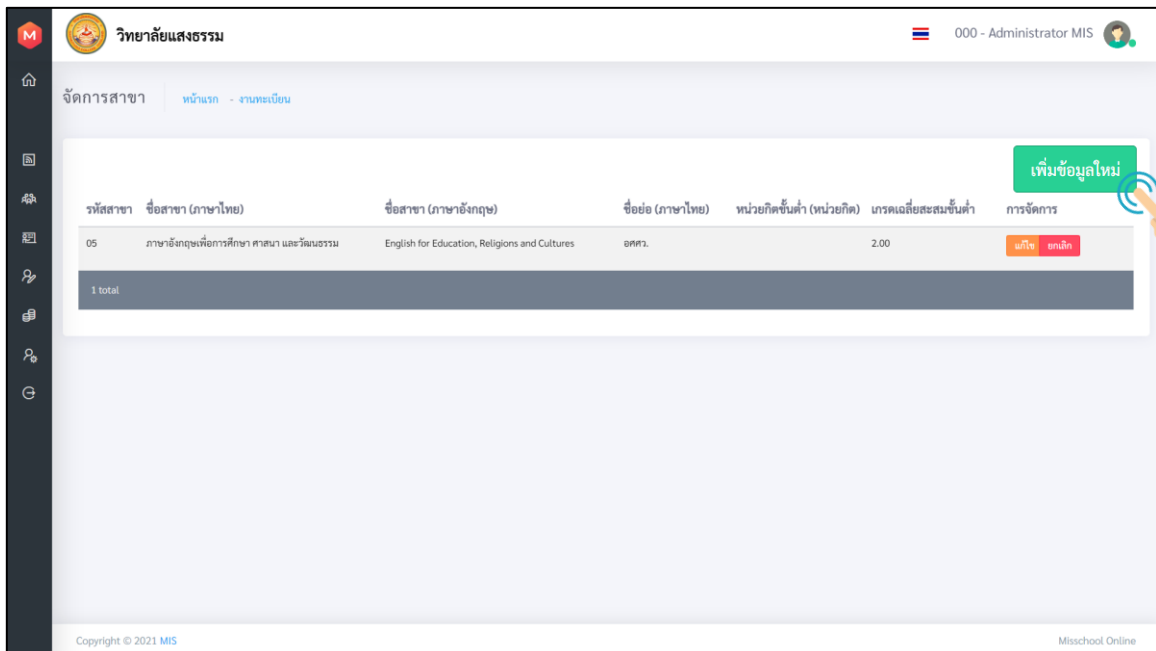 M
วิทยาลัยแสงธรรม
000 - Administrator MIS
จัดการสาขา
หน้าแรก - งานทะเบียน
เพิ่มข้อมูลใหม่
รหัสสาขา ชื่อสาขา (ภาษาไทย) ชื่อสาขา (ภาษาอังกฤษ) ชื่อย่อ (ภาษาไทย) หน่วยกิตขั้นต่ำ (หน่วยกิต) เกรดเฉลี่ยสะสมขั้นต่ำ การจัดการ
05 ภาษาอังกฤษเพื่อการศึกษา ศาสนา และวัฒนธรรม English for Education, Religions and Cultures อศศว. 2.00 แก้ไข ยกเลิก
1 total
Copyright © 2021 MIS
Misschool Online